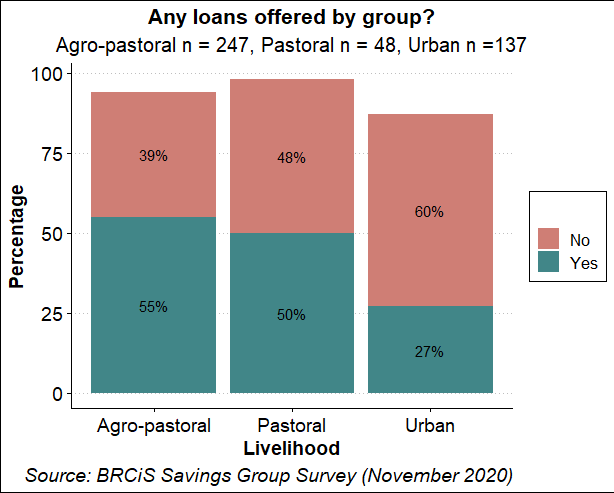 Any loans offered by group?
Agro-pastoral n = 247, Pastoral n = 48, Urban n =137
100
75
50
25
0
Percentage
39%
48%
60%
55%
50%
27%
No
Yes
Agro-pastoral Pastoral Urban
Livelihood
Source: BRCiS Savings Group Survey (November 2020)